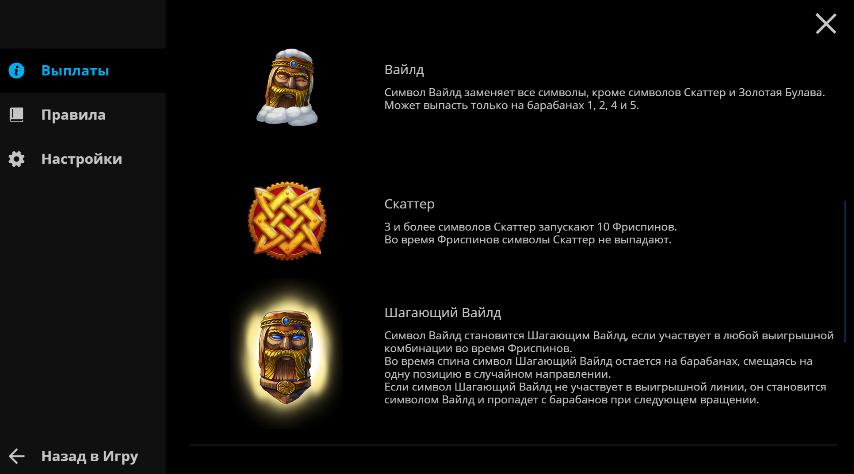 Выплаты
Правила
Настройки
Назад в Игру
Вайлд
Символ Вайлд заменяет все символы, кроме символов Скаттер и Золотая Булава.
Может выпасть только на барабанах 1, 2, 4 и 5.
Скаттер
3 и более символов Скаттер запускают 10 Фриспинов.
Во время Фриспинов символы Скаттер не выпадают.
Шагающий Вайлд
Символ Вайлд становится Шагающим Вайлд, если участвует в любой выигрышной
комбинации во время Фриспинов.
Во время спина символ Шагающий Вайлд остается на барабанах, смещаясь на
одну позицию в случайном направлении.
Если символ Шагающий Вайлд не участвует в выигрышной линии, он становится
символом Вайлд и пропадет с барабанов при следующем вращении.